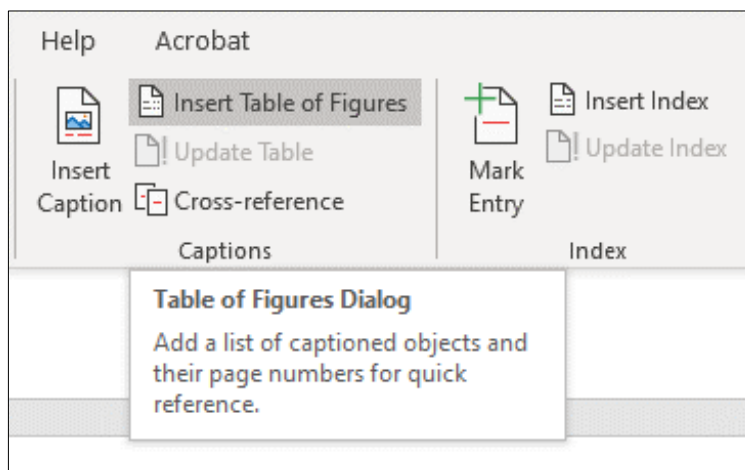 Help Acrobat
Insert
Caption
Insert Table of Figures
Update Table
Cross-reference
Captions
Mark
Entry
Insert Index
Update Index
Index
Table of Figures Dialog
Add a list of captioned objects and
their page numbers for quick
reference.